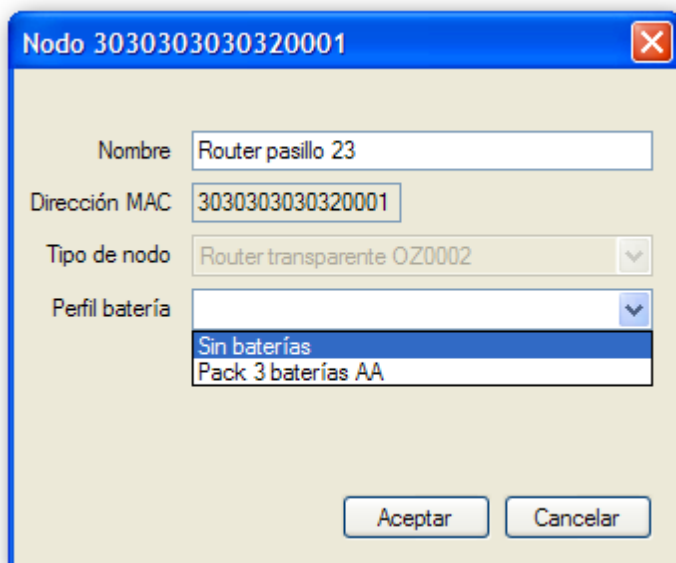 Nodo 3030303030320001
Nombre Router pasillo 23
Dirección MAC 3030303030320001
Tipo de nodo Router transparente OZ0002
Perfil batería
Sin baterías
Pack 3 baterías AA
Aceptar Cancelar